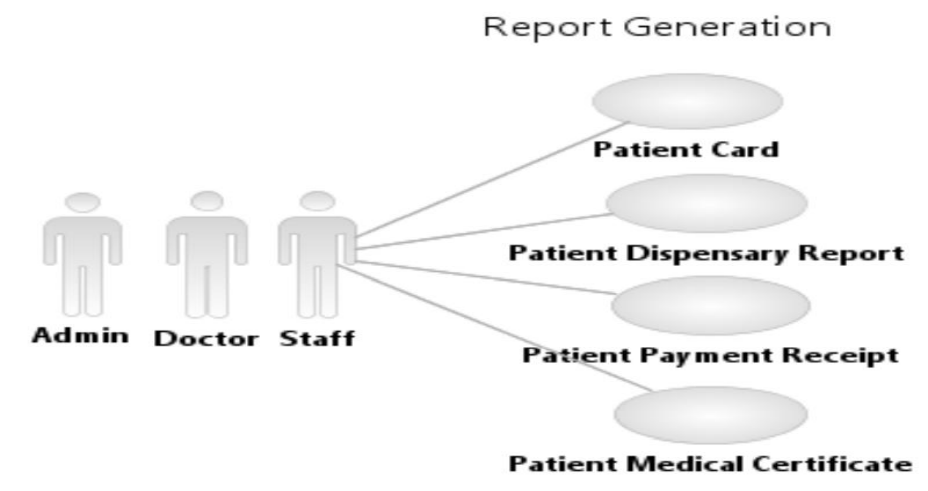 Report Generation
Patient Card
Patient Dispensary Report
Admin Doctor Staff
Patient Payment Receipt
Patient Medical Certificate